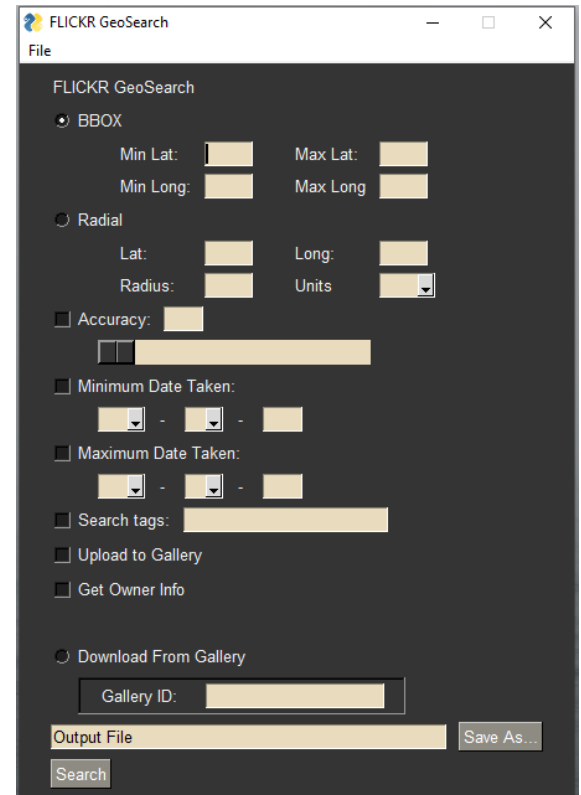 FLICKR GeoSearch
File
FLICKR GeoSearch
BBOX
Min Lat: Max Lat:
Min Long: Max Long
Radial
Lat: Long:
Radius: Units
Accuracy:
Minimum Date Taken:
- -
Maximum Date Taken:
- -
Search tags:
Upload to Gallery
Get Owner Info
Download From Gallery
Gallery ID:
Output File Save As...
Search